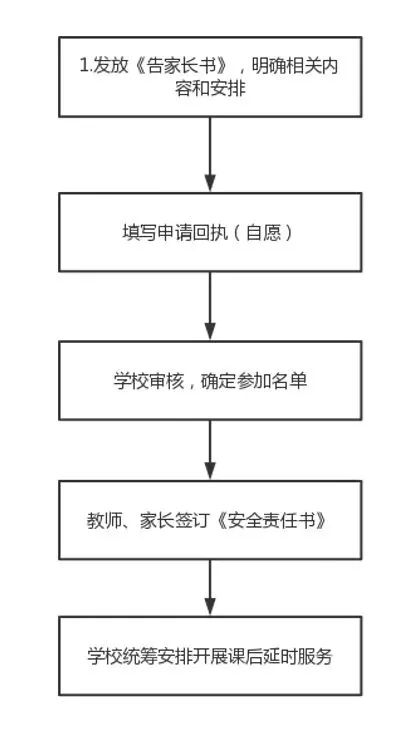 1.发放《告家长书》，明确相关内
容和安排
填写申请回执（自愿）
学校审核，确定参加名单
教师、家长签订《安全责任书》
学校统筹安排开展课后延时服务